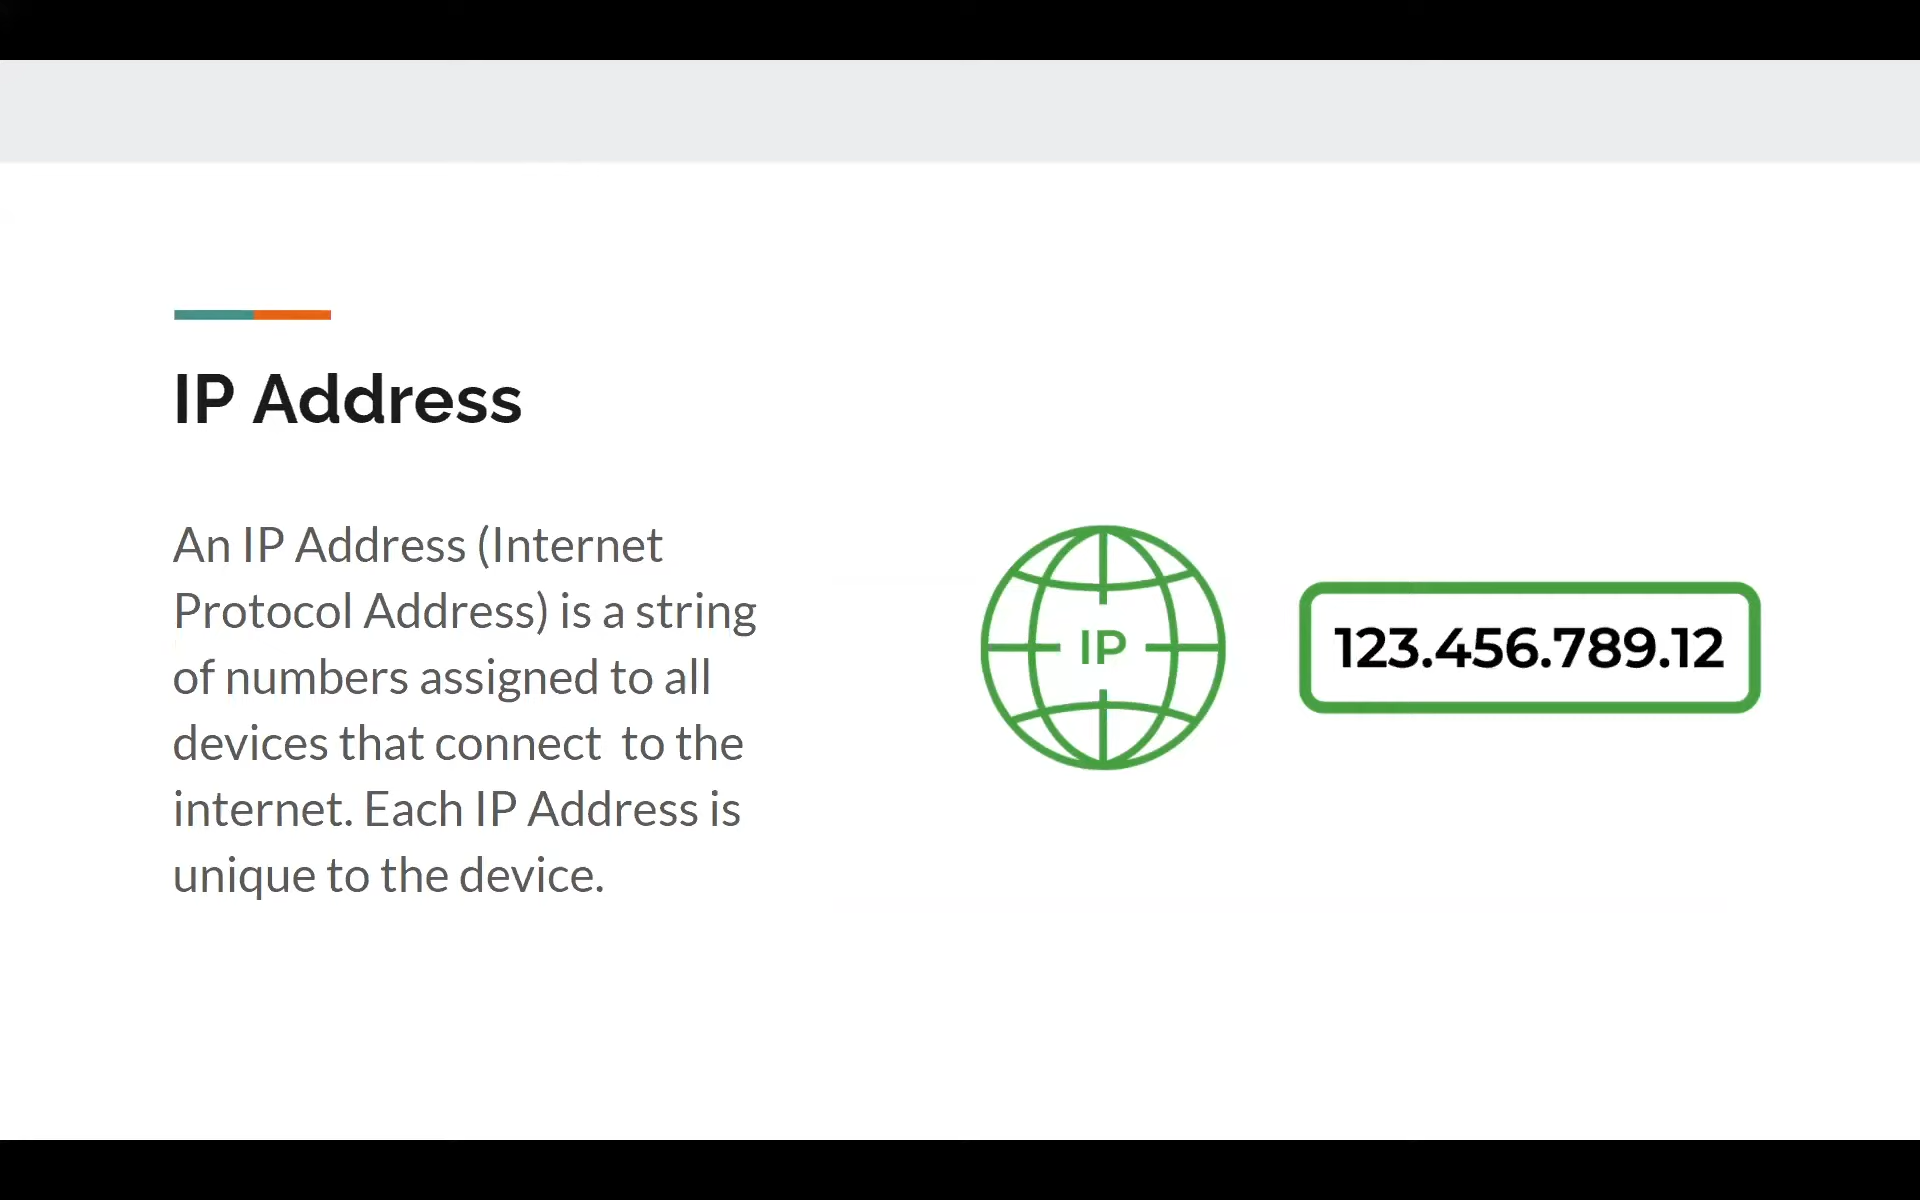 IP Address
An IP Address (Internet
Protocol Address) is a string
of numbers assigned to all
devices that connect  to the
internet. Each IP Address is
unique to the device.
IP
123.456.789.12